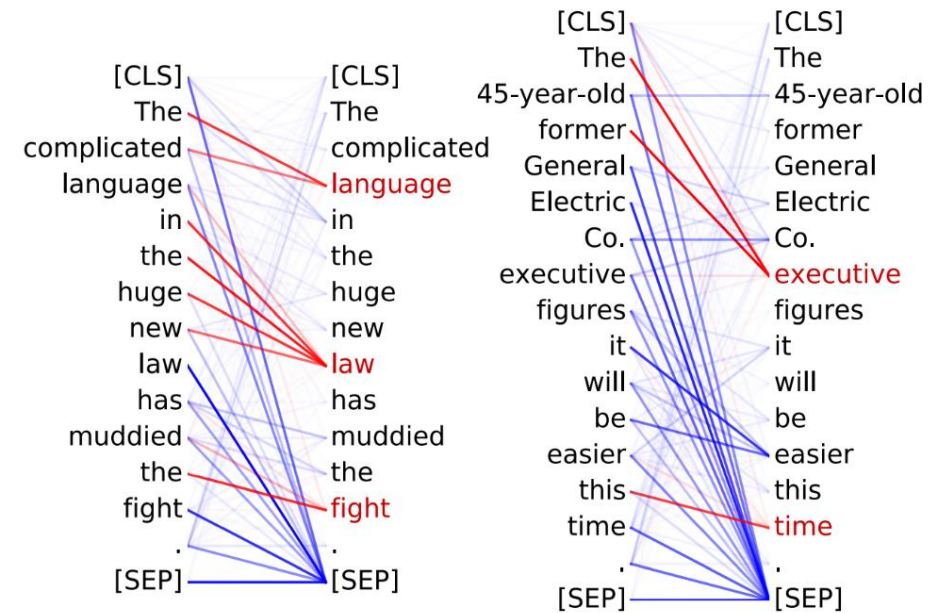 [CLS] [CLS]
The The
complicated complicated
language language
in in
the the
huge huge
new new
law law
has has
muddied muddied
the the
fight fight
. .
[SEP] [SEP]
[CLS] [CLS]
The The
45-year-old 45-year-old
former former
General General
Electric Electric
Co. Co.
executive executive
figures figures
it it
will will
be be
easier easier
this this
time time
. .
[SEP] [SEP]